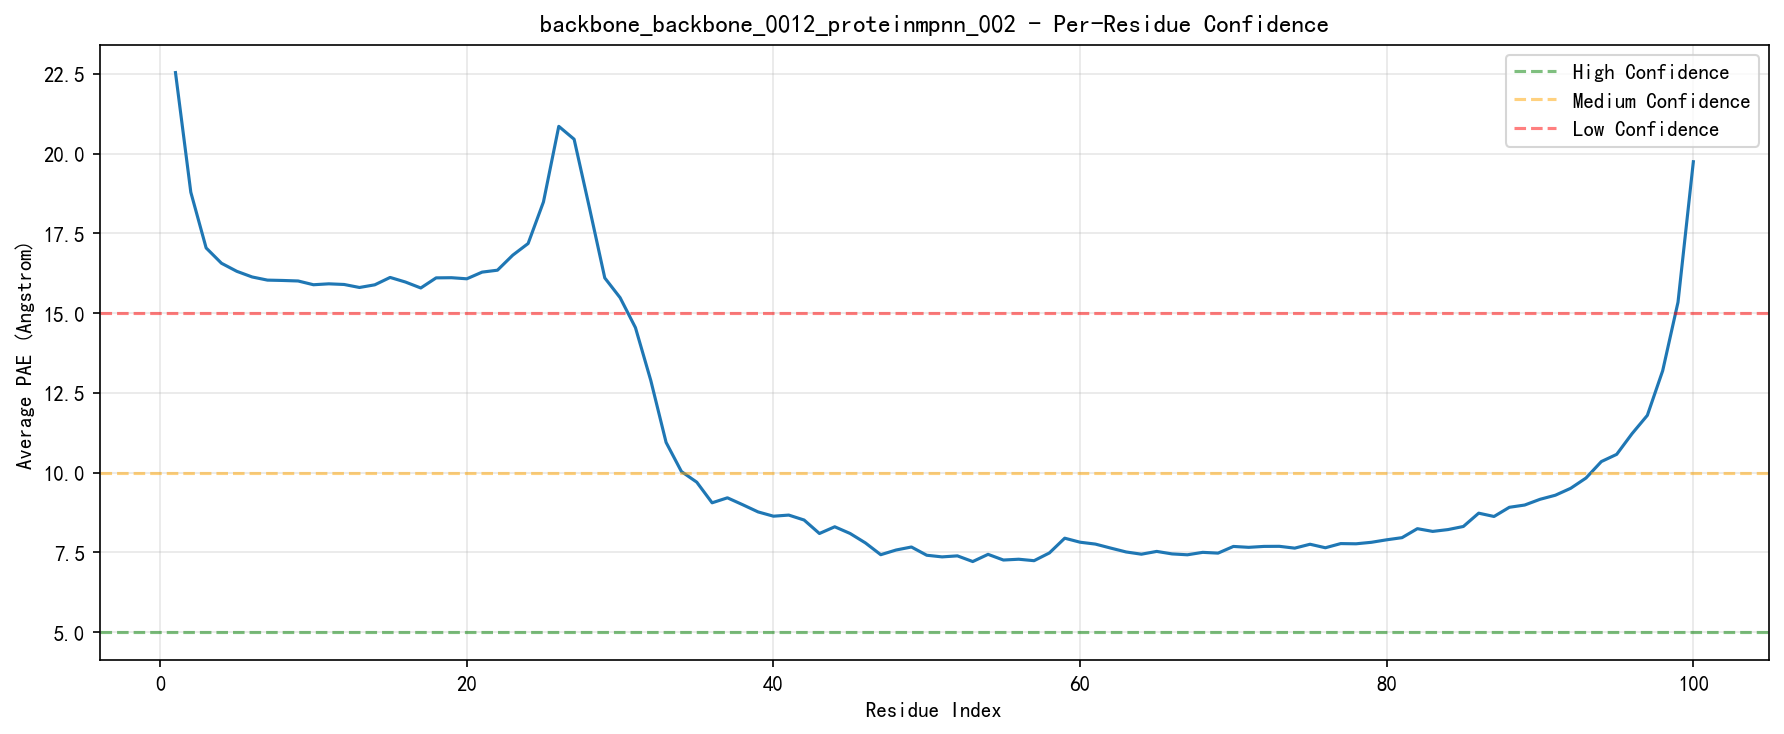 backbone_backbone_0012_proteinmpnn_002 - Per-Residue Confidence
High Confidence
Medium Confidence
Low Confidence
22.5
20.0
17.5
15.0
12.5
10.0
7.5
5.0
Average PAE (Angstrom)
0 20 40 60 80 100
Residue Index